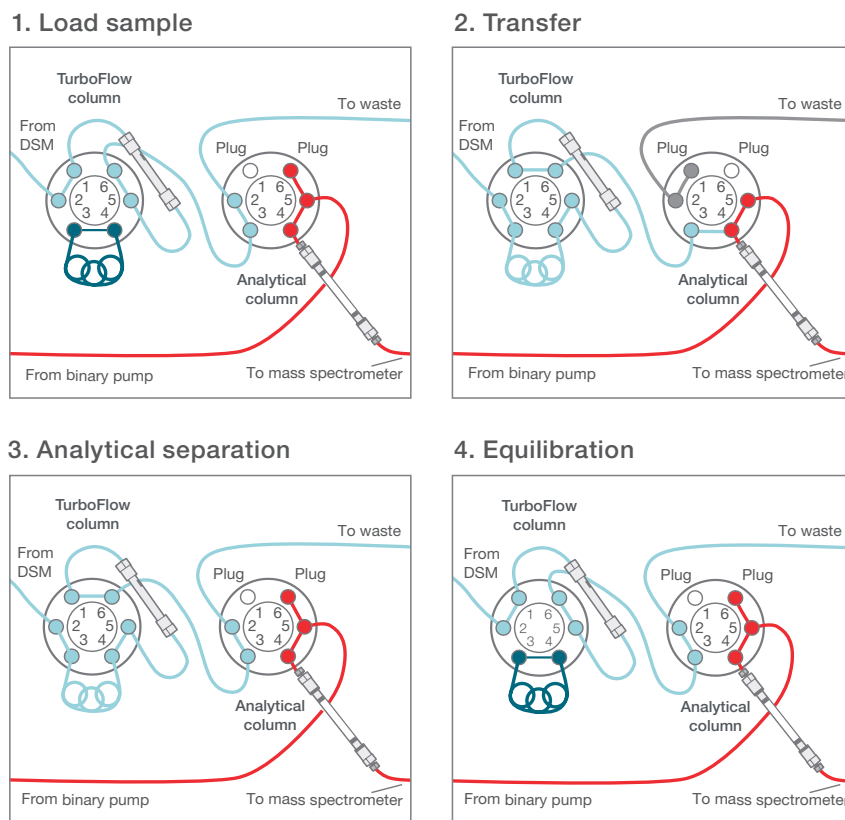 1. Load sample
TurboFlow
column
To waste
From
DSM
Plug
Plug
1 6
2 5
3 4
1 6
2 5
3 4
Analytical
column
From binary pump
To mass spectrometer
2. Transfer
TurboFlow
column
To waste
From
DSM
Plug
Plug
1 6
2 5
3 4
1 6
2 5
3 4
Analytical
column
From binary pump
To mass spectrometer
3. Analytical separation
TurboFlow
column
To waste
From
DSM
Plug
Plug
1 6
2 5
3 4
1 6
2 5
3 4
Analytical
column
From binary pump
To mass spectrometer
4. Equilibration
TurboFlow
column
To waste
From
DSM
Plug
Plug
1 6
2 5
3 4
1 6
2 5
3 4
Analytical
column
From binary pump
To mass spectrometer